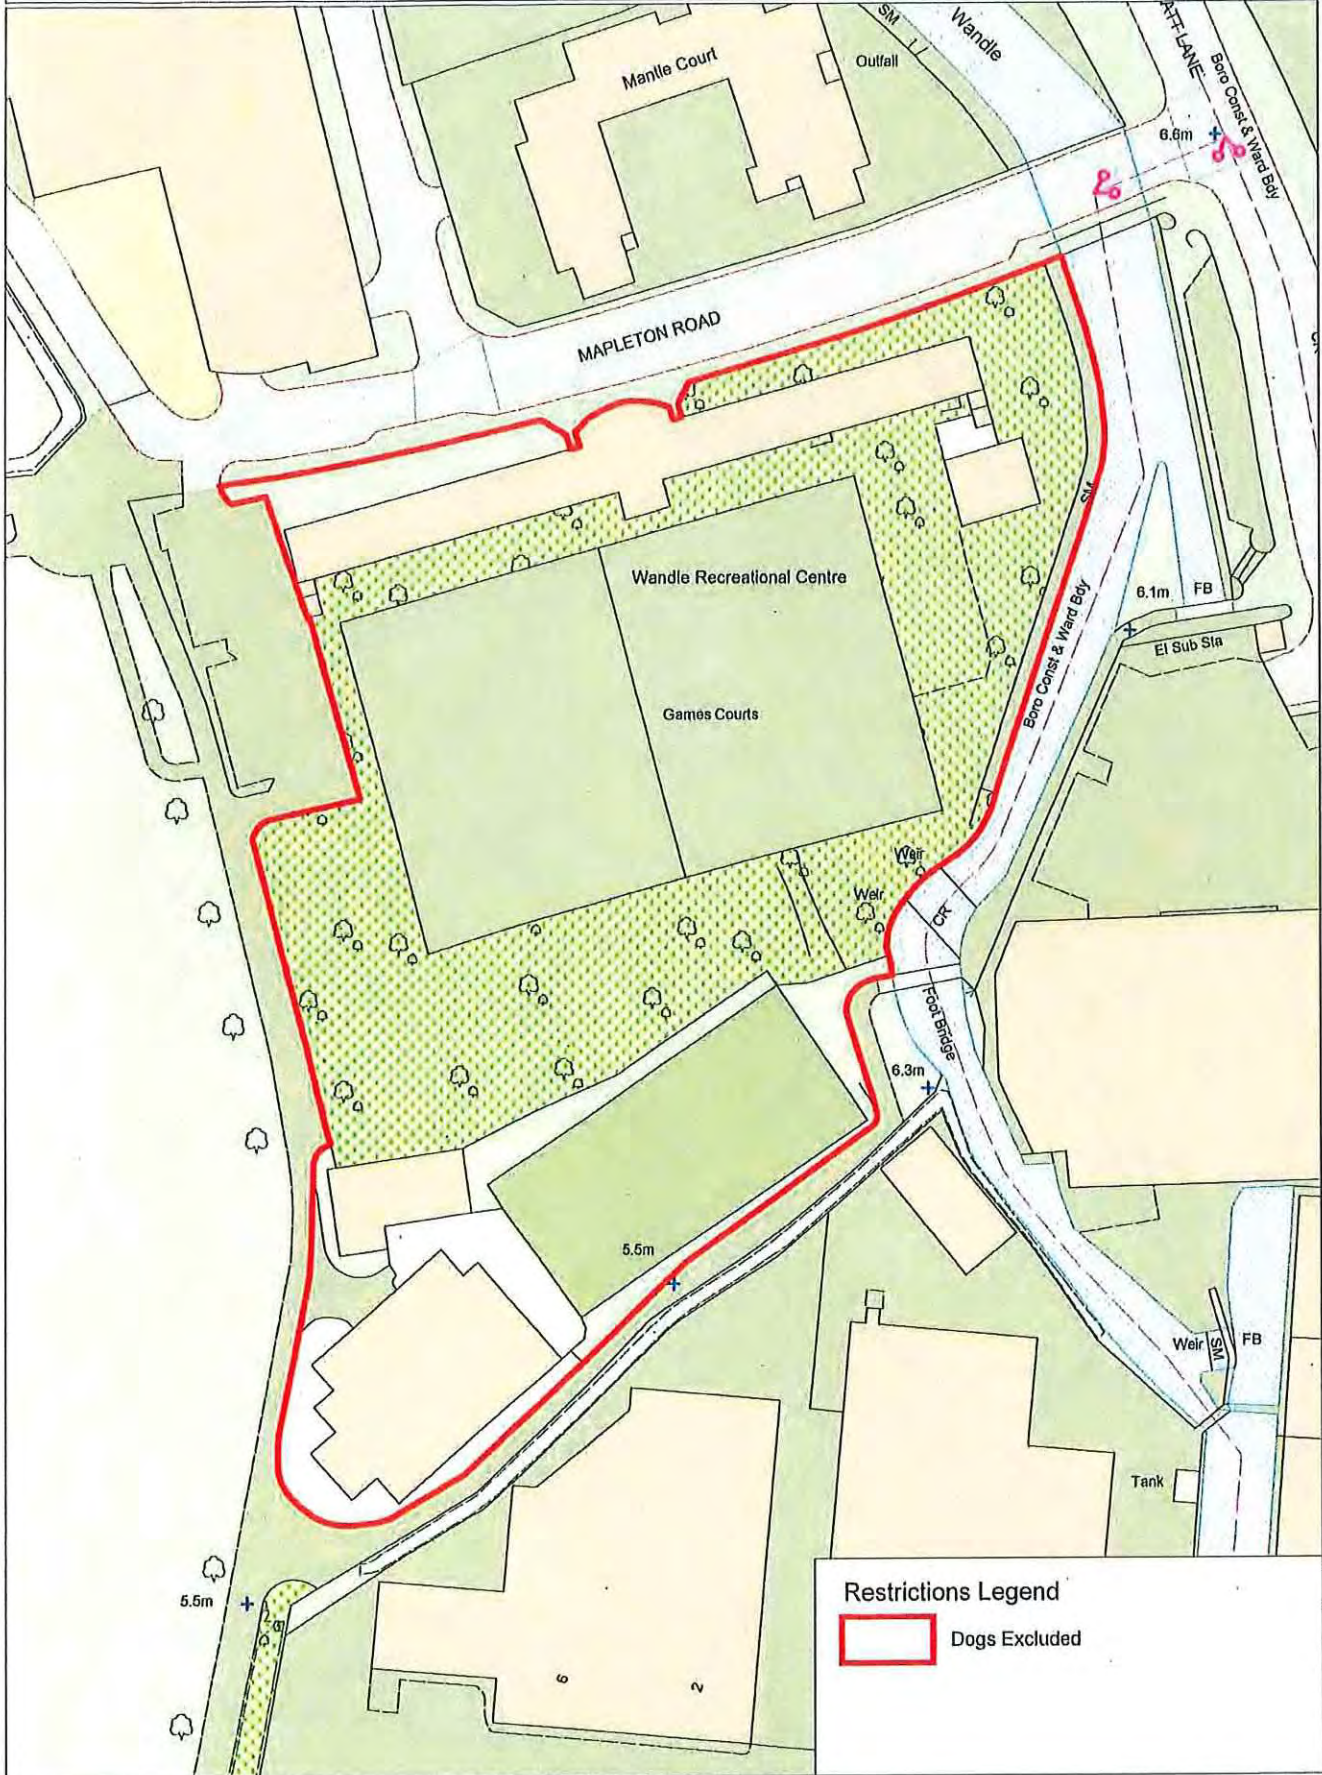 SM
Wandle
Mantle Court
Outfall
ATT LANE
Boro Const & Ward Bdy
6.6m
MAPLETON ROAD
SM
Wandle Recreational Centre
6.1m
FB
El Sub Sta
Boro Const & Ward Bdy
Games Courts
Weir
Weir
CR
Foot Bridge
6.3m
5.5m
Weir
SM
FB
Tank
5.5m
6
2
Restrictions Legend
Dogs Excluded